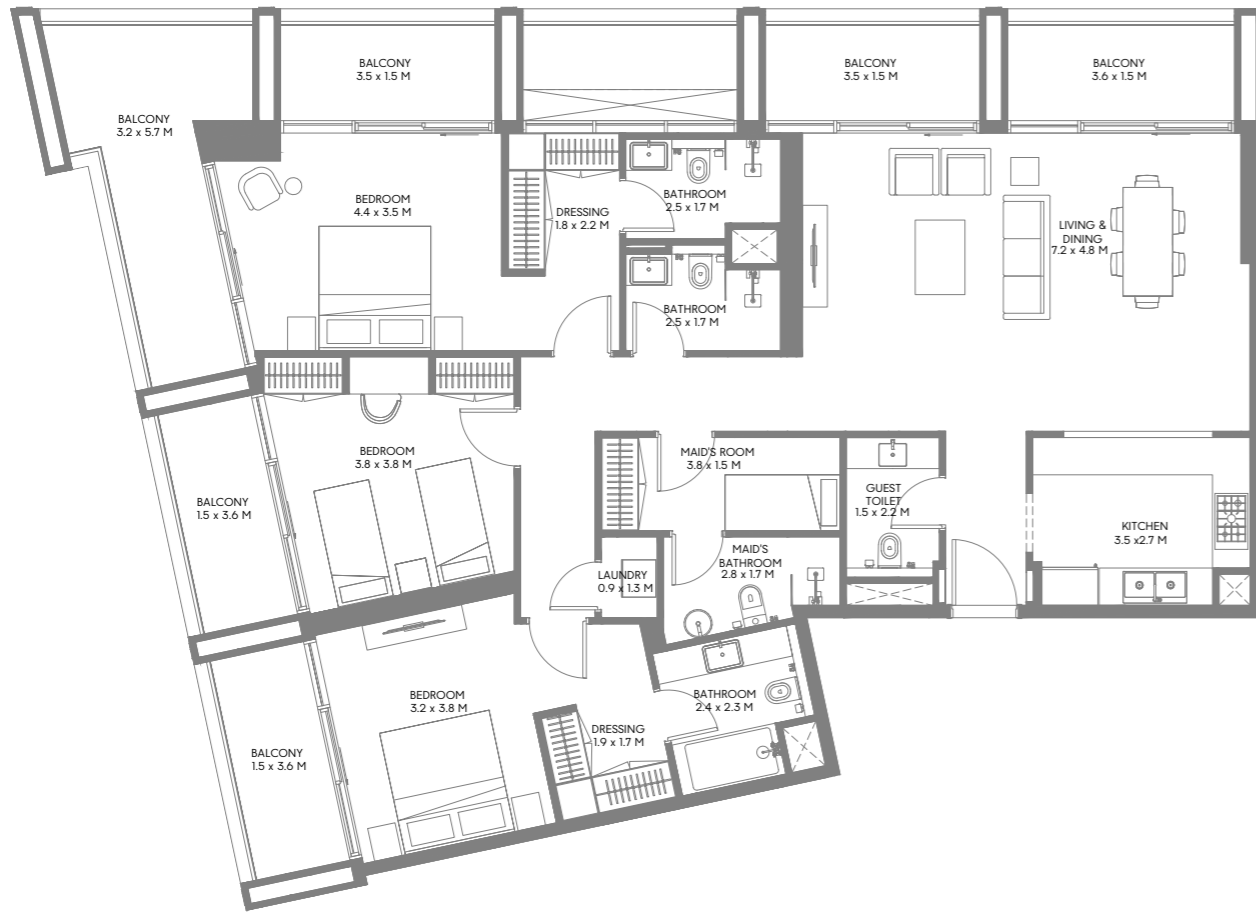 BALCONY
3.5 x 1.5 M
BALCONY
3.5 x 1.5 M
BALCONY
3.6 x 1.5 M
BALCONY
3.2 x 5.7 M
BEDROOM
4.4 x 3.5 M
DRESSING
1.8 x 2.2 M
BATHROOM
2.5 x 1.7 M
LIVING &
DINING
7.2 x 4.8 M
BATHROOM
2.5 x 1.7 M
BEDROOM
3.8 x 3.8 M
MAID'S ROOM
3.8 x 1.5 M
GUEST
TOILET
1.5 x 2.2 M
BALCONY
1.5 x 3.6 M
KITCHEN
3.5 x2.7 M
MAID'S
BATHROOM
2.8 x 1.7 M
LAUNDRY
0.9 x 1.3 M
BEDROOM
3.2 x 3.8 M
BATHROOM
2.4 x 2.3 M
DRESSING
1.9 x 1.7 M
BALCONY
1.5 x 3.6 M